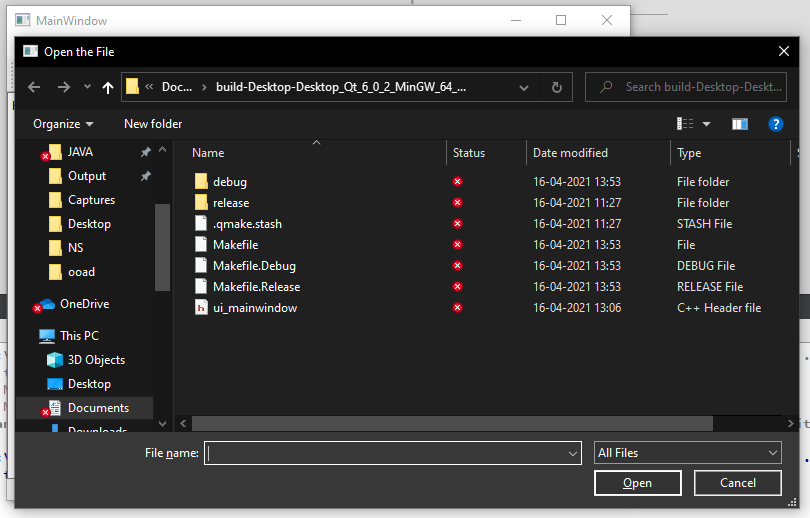 MainWindow
Open the File
« Doc... › build-Desktop-Desktop_Qt_6_0_2_MinGW_64_...
Search build-Desktop-Deskt...
Organize
New folder
JAVA
Output
Captures
Desktop
NS
ooad
OneDrive
This PC
3D Objects
Desktop
Documents
Downloads
Name Status Date modified Type
debug 16-04-2021 13:53 File folder
release 16-04-2021 11:27 File folder
.qmake.stash 16-04-2021 11:27 STASH File
Makefile 16-04-2021 13:53 File
Makefile.Debug 16-04-2021 13:53 DEBUG File
Makefile.Release 16-04-2021 13:53 RELEASE File
ui_mainwindow 16-04-2021 13:06 C++ Header file
File name:
All Files
Open
Cancel